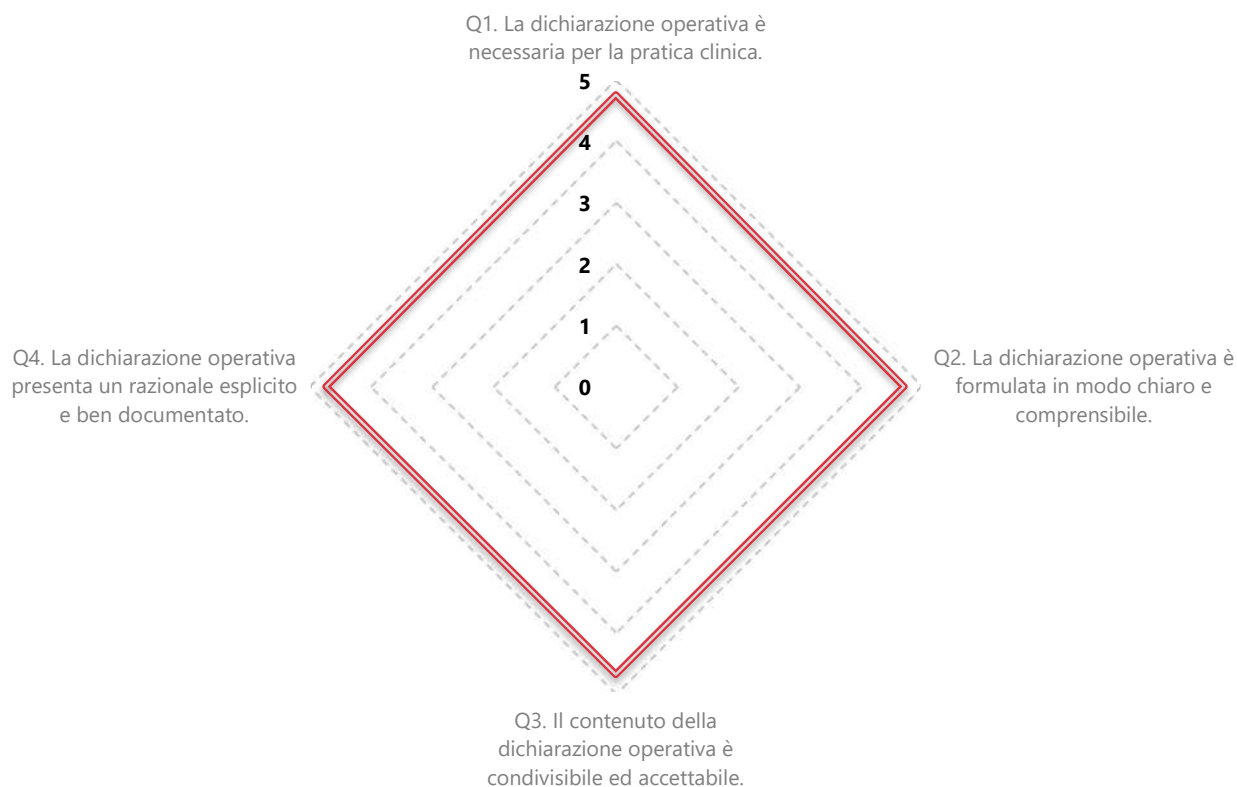 Q1. La dichiarazione operativa è
necessaria per la pratica clinica.
5
4
3
2
1
0
Q4. La dichiarazione operativa
presenta un razionale esplicito
e ben documentato.
Q2. La dichiarazione operativa è
formulata in modo chiaro e
comprensibile.
Q3. Il contenuto della
dichiarazione operativa è
condivisibile ed accettabile.